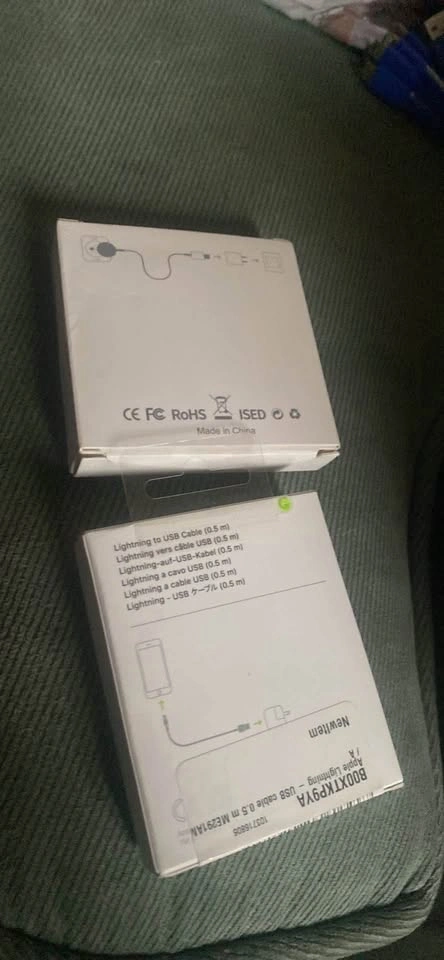 CE FC RoHS ISED
Made in China
Lightning to USB Cable (0.5 m)
Lightning vers câble USB (0.5 m)
Lightning-auf-USB-Kabel (0.5 m)
Lightning a cavo USB (0.5 m)
Lightning a cable USB (0.5 m)
Lightning - USB ケーブル (0.5 m)
NewItem
B00XTKP9YA
Apple Lightning – USB cable 0.5 m ME291AM
/ A
103716805